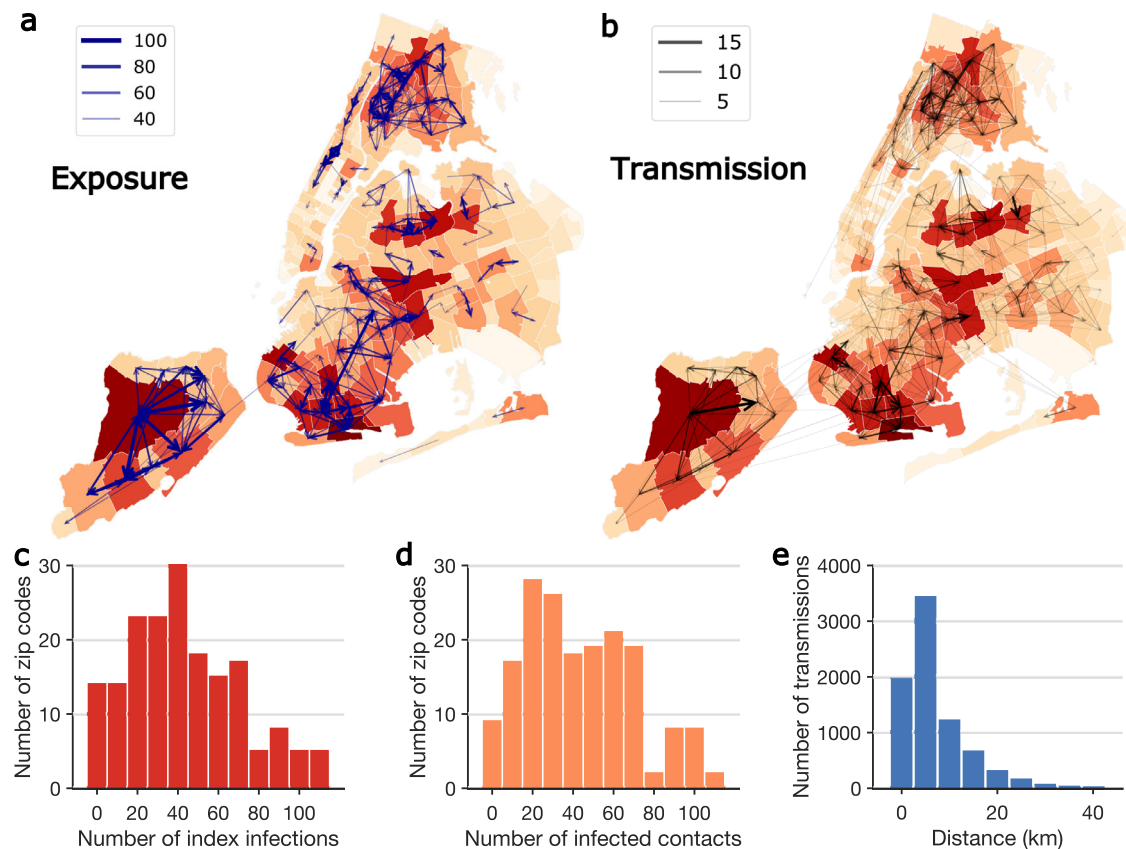 a
100
80
60
40
Exposure
b
15
10
5
Transmission
c
Number of zip codes
30
20
10
0
0 20 40 60 80 100
Number of index infections
d
Number of zip codes
30
20
10
0
0 20 40 60 80 100
Number of infected contacts
e
Number of transmissions
4000
3000
2000
1000
0
0 20 40
Distance (km)